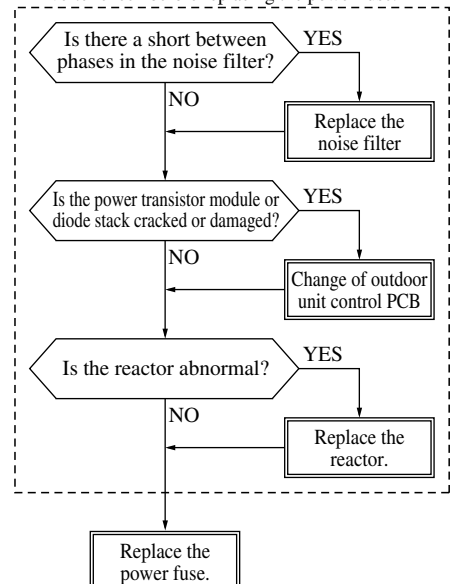 Is there a short between
phases in the noise filter?
YES
NO
Replace the
noise filter
Is the power transistor module or
diode stack cracked or damaged?
YES
NO
Change of outdoor
unit control PCB
Is the reactor abnormal?
YES
NO
Replace the
reactor.
Replace the
power fuse.